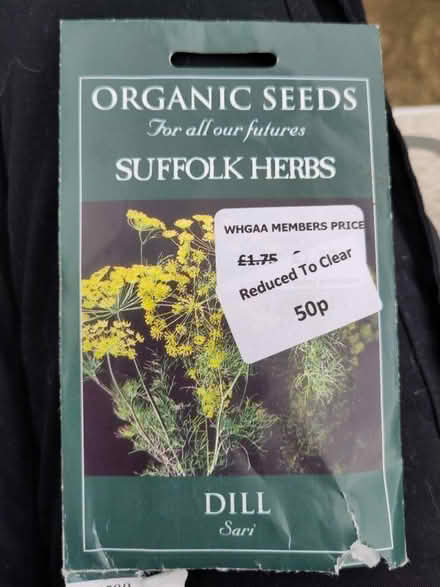 ORGANIC SEEDS
For all our futures
SUFFOLK HERBS
WHGAA MEMBERS PRICE
£1.75
Reduced To Clear
50p
DILL
Sari